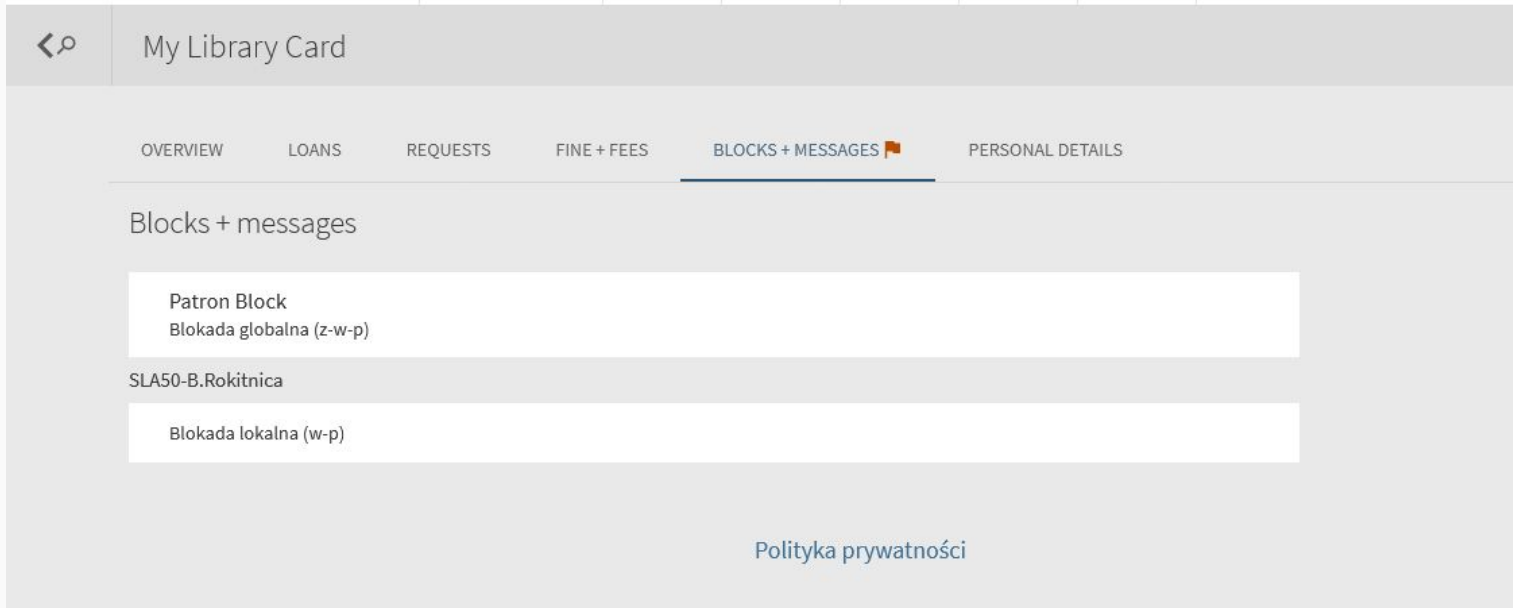 My Library Card
OVERVIEW LOANS REQUESTS FINE + FEES BLOCKS + MESSAGES PERSONAL DETAILS
Blocks + messages
Patron Block
Blokada globalna (z-w-p)
SLA50-B.Rokitnica
Blokada lokalna (w-p)
Polityka prywatności